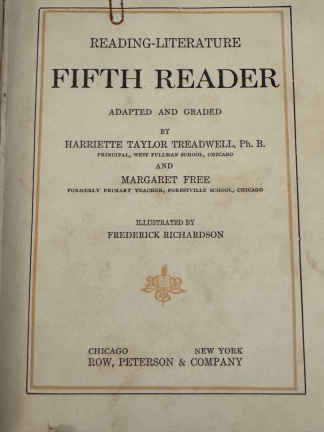 READING-LITERATURE
FIFTH READER
ADAPTED AND GRADED
BY
HARRIETTE TAYLOR TREADWELL, Ph. B.
PRINCIPAL, WEST PULLMAN SCHOOL, CHICAGO
AND
MARGARET FREE
FORMERLY PRIMARY TEACHER, FORESTVILLE SCHOOL, CHICAGO
ILLUSTRATED BY
FREDERICK RICHARDSON
CHICAGO NEW YORK
ROW, PETERSON & COMPANY